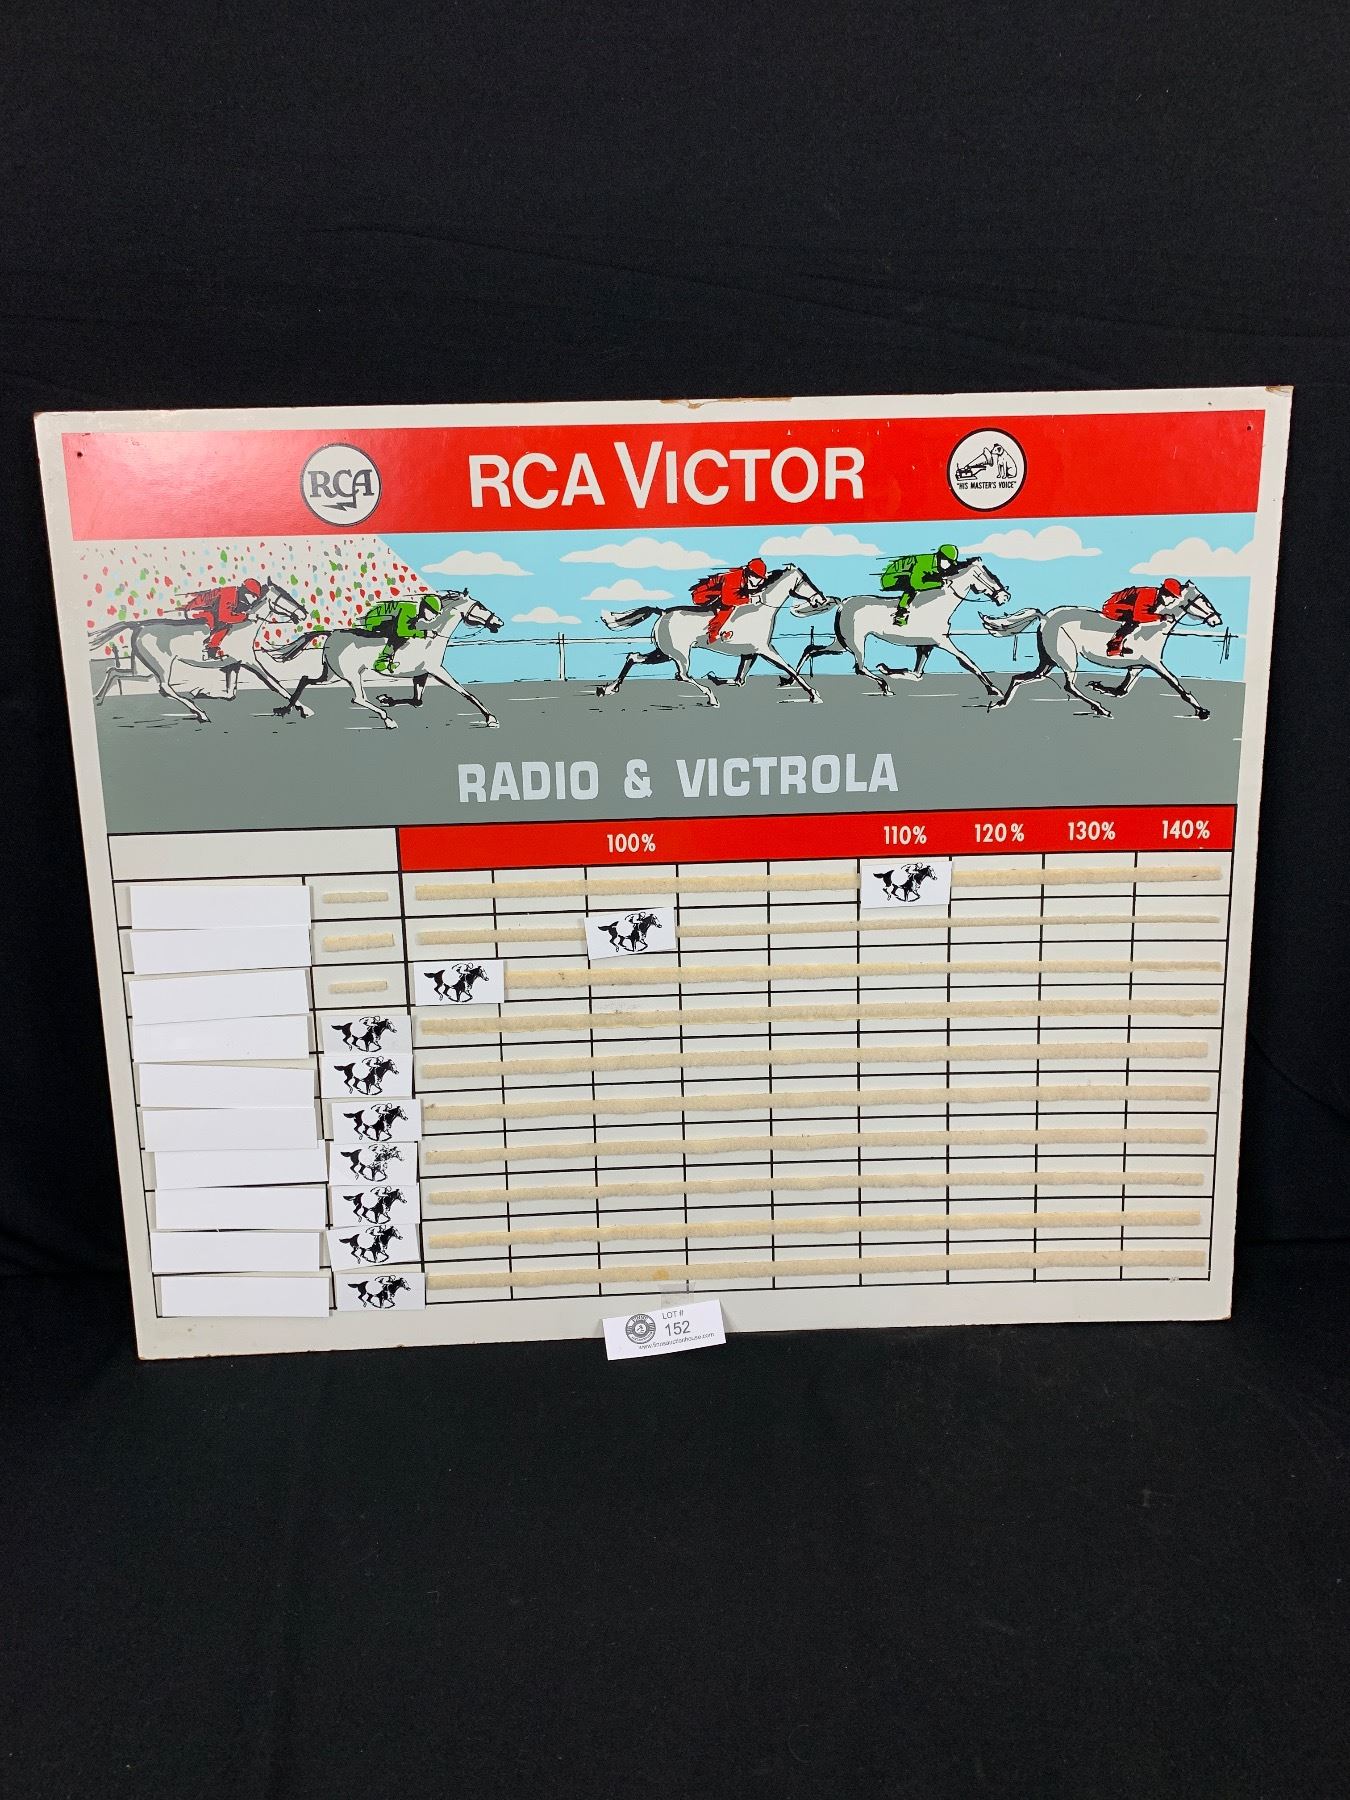 RCA
RCA VICTOR
"HIS MASTER'S VOICE"
RADIO & VICTROLA
100% 110% 120% 130% 140%
LOT#
152